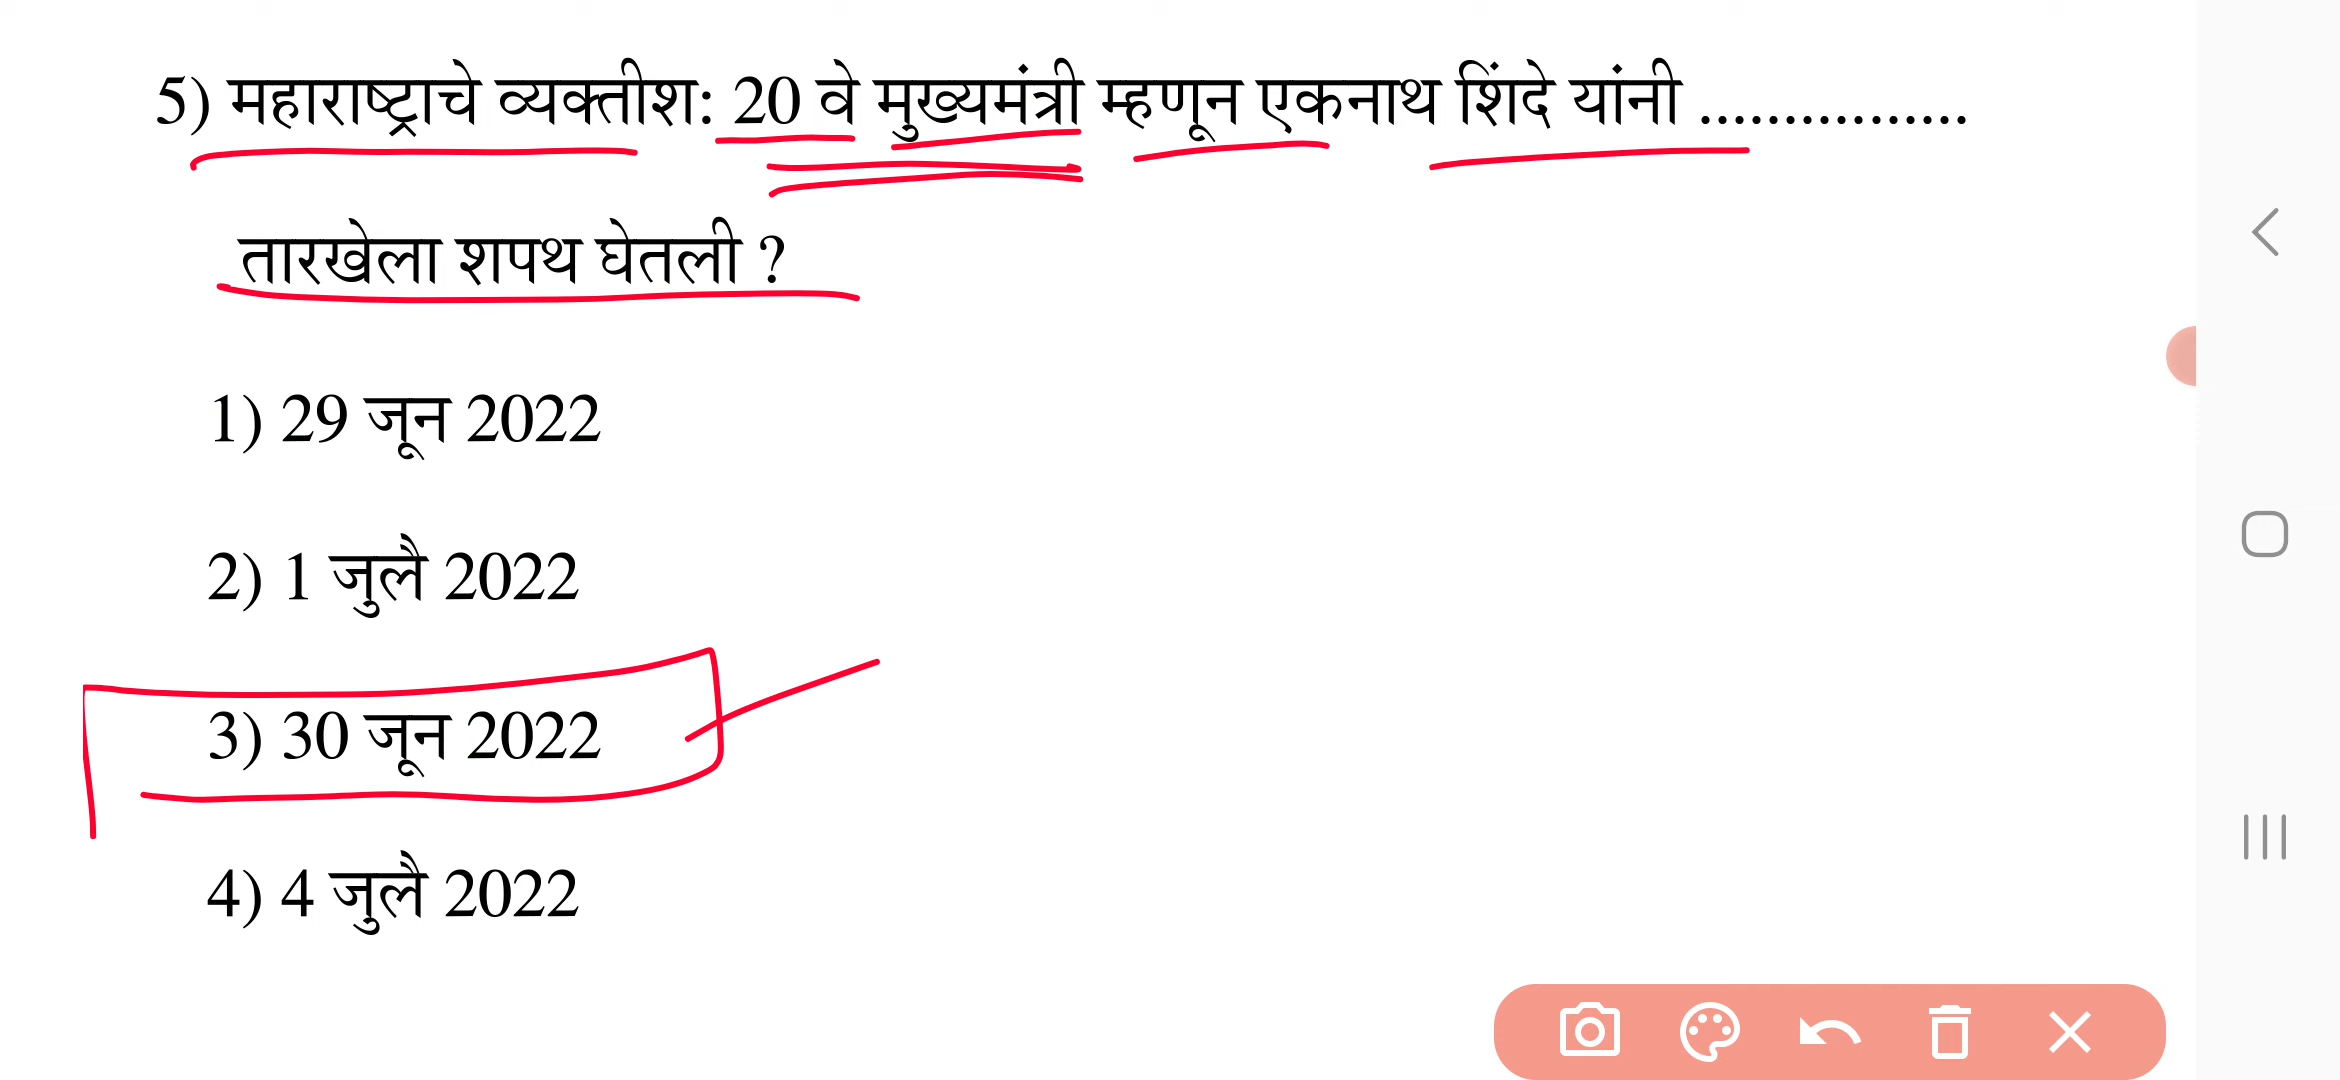 5) महाराष्ट्राचे व्यक्तीश: 20 वे मुख्यमंत्री म्हणून एकनाथ शिंदे यांनी ................
तारखेला शपथ घेतली ?
1) 29 जून 2022
2) 1 जुलै 2022
3) 30 जून 2022
4) 4 जुलै 2022